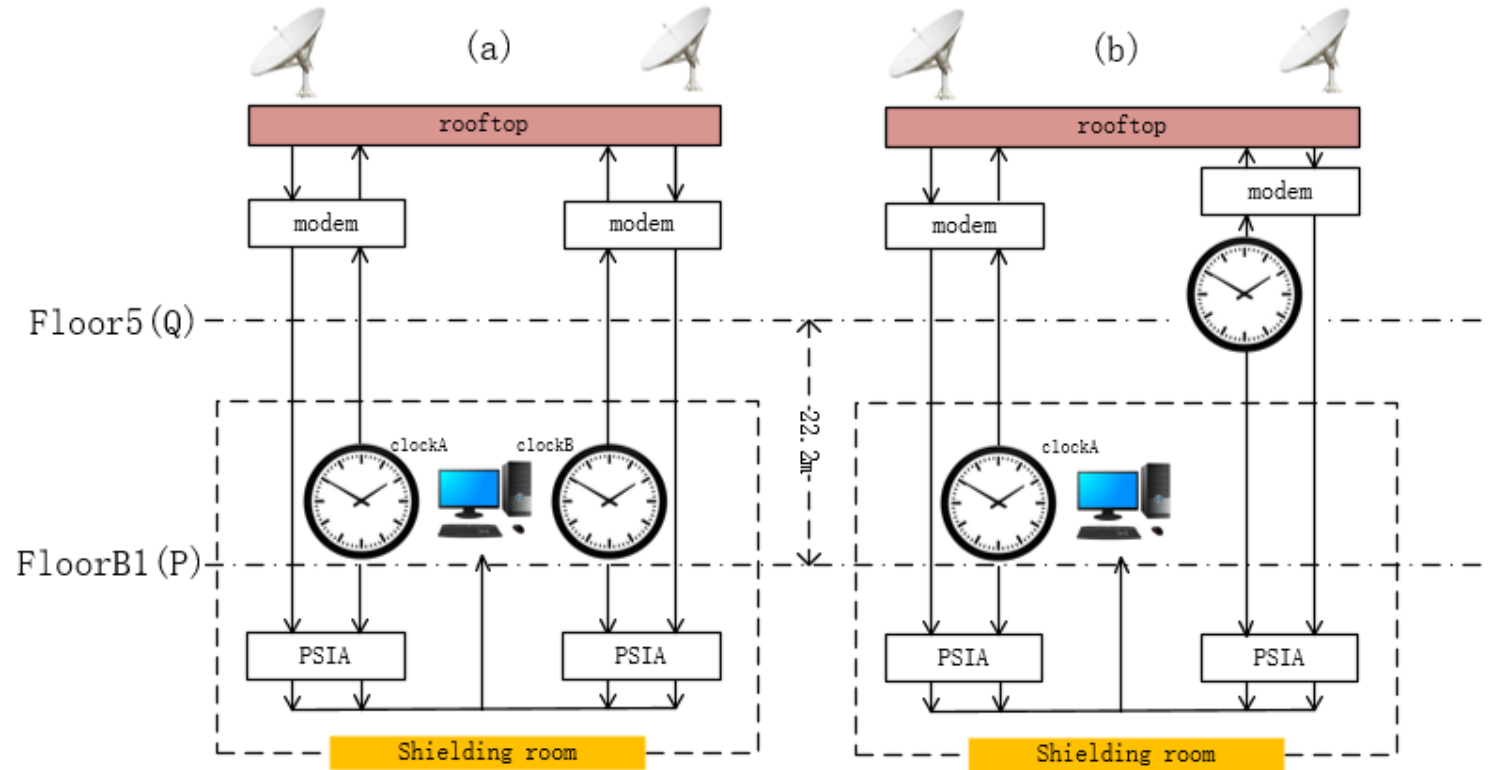 (a)
(b)
rooftop
rooftop
modem
modem
modem
modem
Floor5(Q)
22.2m
clockA
clockB
clockA
FloorB1(P)
PSIA
PSIA
PSIA
PSIA
Shielding room
Shielding room